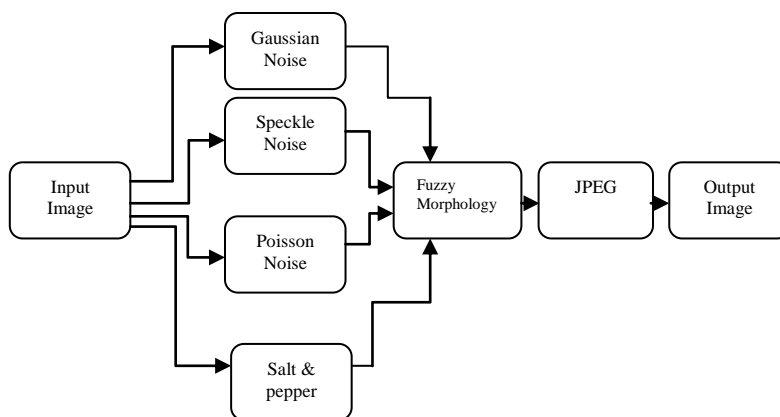 Gaussian
Noise
Speckle
Noise
Input
Image
Fuzzy
Morphology
JPEG
Output
Image
Poisson
Noise
Salt &
pepper